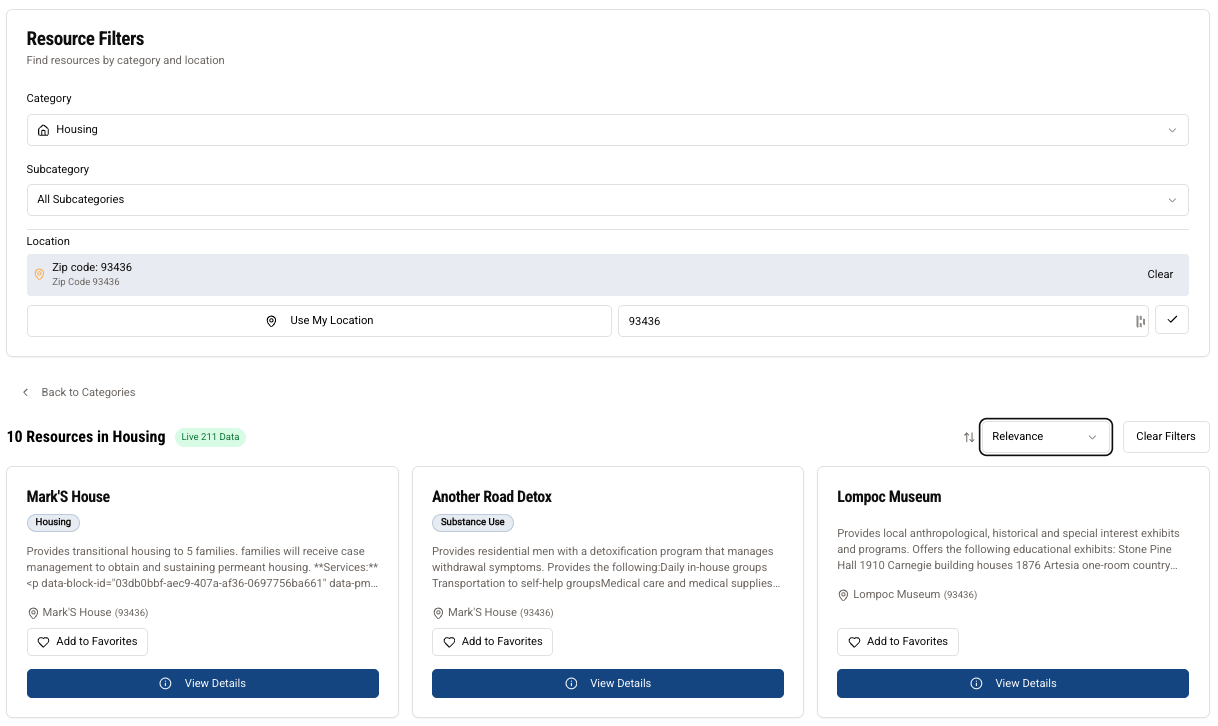 Resource Filters
Find resources by category and location
Category
Housing
Subcategory
All Subcategories
Location
Zip code: 93436
Zip Code 93436
Clear
Use My Location
93436
Back to Categories
10 Resources in Housing
Live 211 Data
Relevance
Clear Filters
Mark'S House
Housing
Provides transitional housing to 5 families. families will receive case
management to obtain and sustaining permeant housing. **Services:**
<p data-block-id="03db0bbf-aec9-407a-af36-0697756ba661" data-pm…
Mark'S House (93436)
Add to Favorites
View Details
Another Road Detox
Substance Use
Provides residential men with a detoxification program that manages
withdrawal symptoms. Provides the following:Daily in-house groups
Transportation to self-help groupsMedical care and medical supplies…
Mark'S House (93436)
Add to Favorites
View Details
Lompoc Museum
Provides local anthropological, historical and special interest exhibits
and programs. Offers the following educational exhibits: Stone Pine
Hall 1910 Carnegie building houses 1876 Artesia one-room country…
Lompoc Museum (93436)
Add to Favorites
View Details